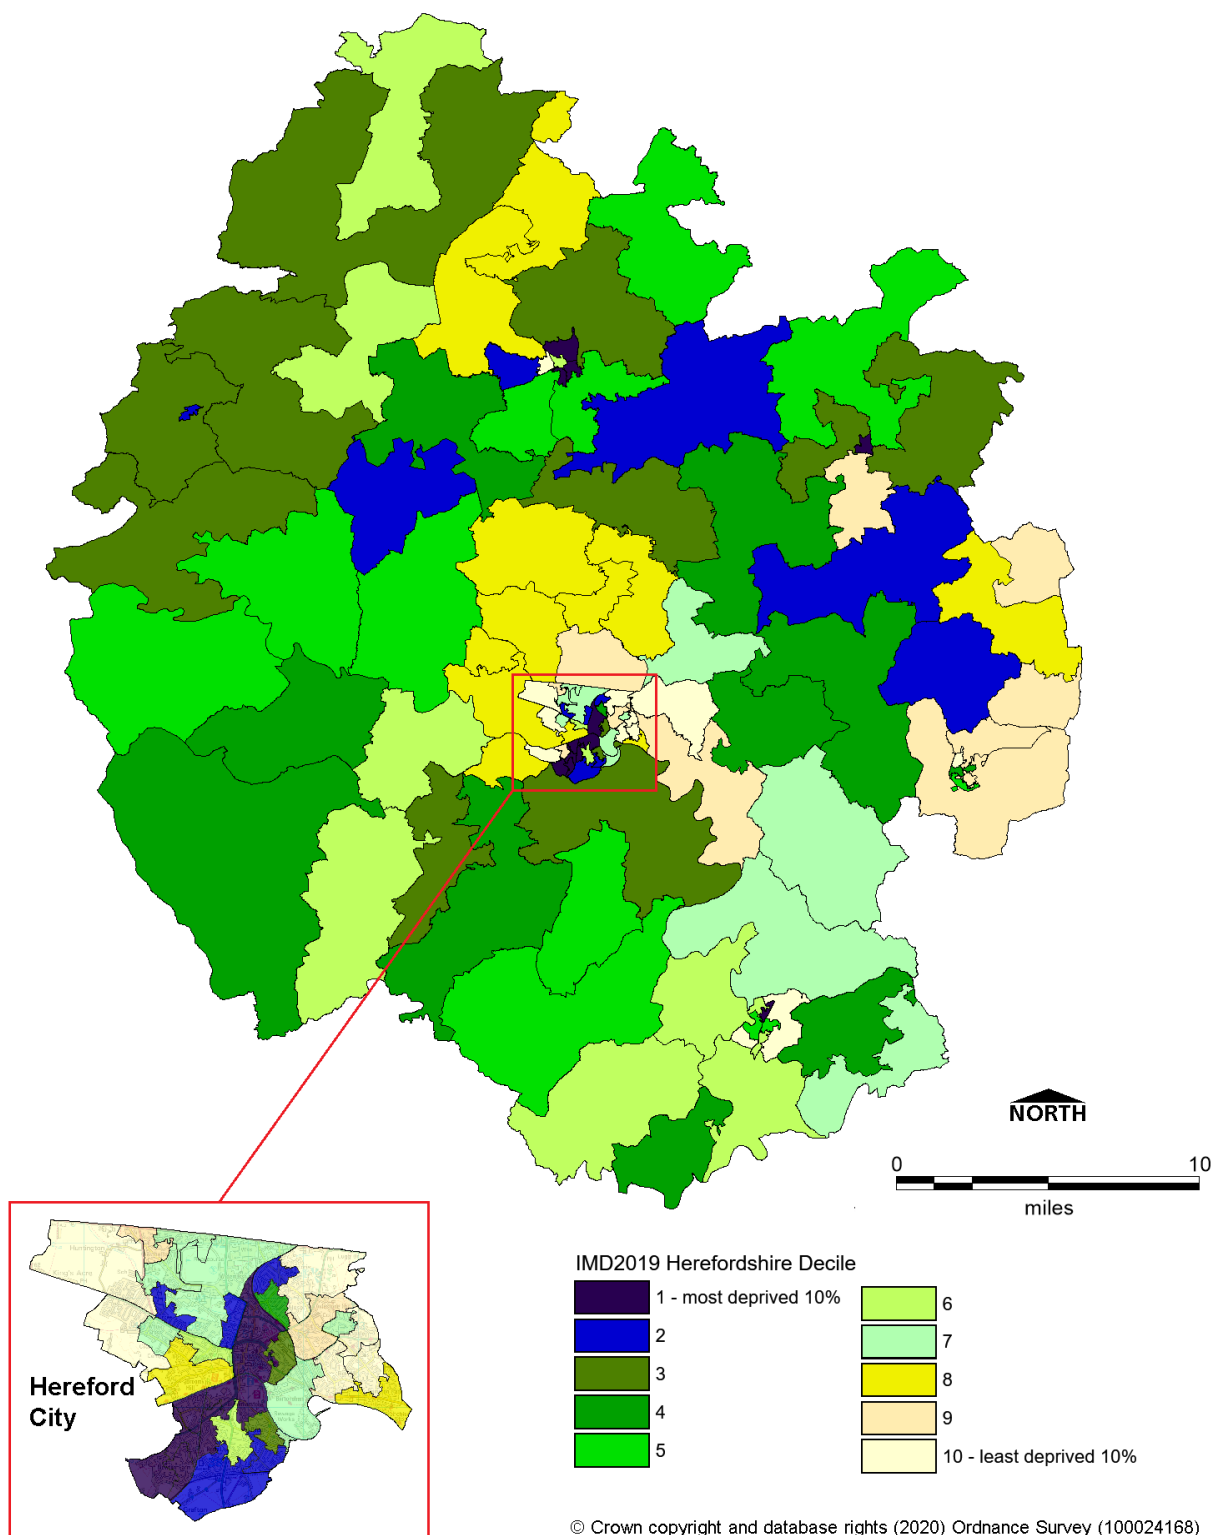 NORTH
0 10
miles
IMD2019 Herefordshire Decile
1 - most deprived 10%
2
3
4
5
6
7
8
9
10 - least deprived 10%
Hereford
City
© Crown copyright and database rights (2020) Ordnance Survey (100024168)